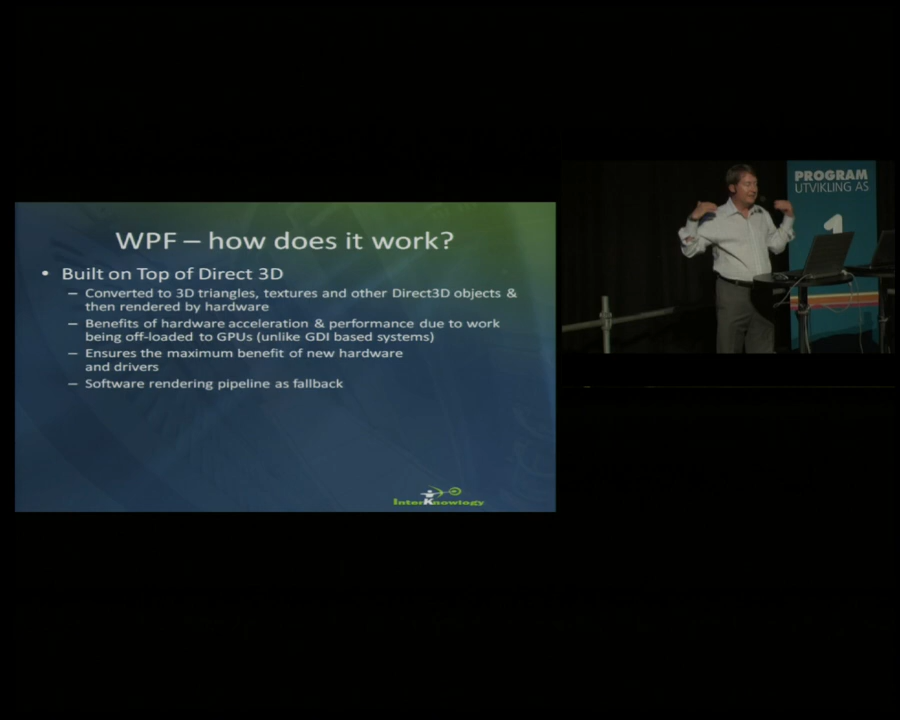 WPF – how does it work?
• Built on Top of Direct 3D
– Converted to 3D triangles, textures and other Direct3D objects &
then rendered by hardware
– Benefits of hardware acceleration & performance due to work
being off-loaded to GPUs (unlike GDI based systems)
– Ensures the maximum benefit of new hardware
and drivers
– Software rendering pipeline as fallback
InterKnowlogy
PROGRAM
UTVIKLING AS
1